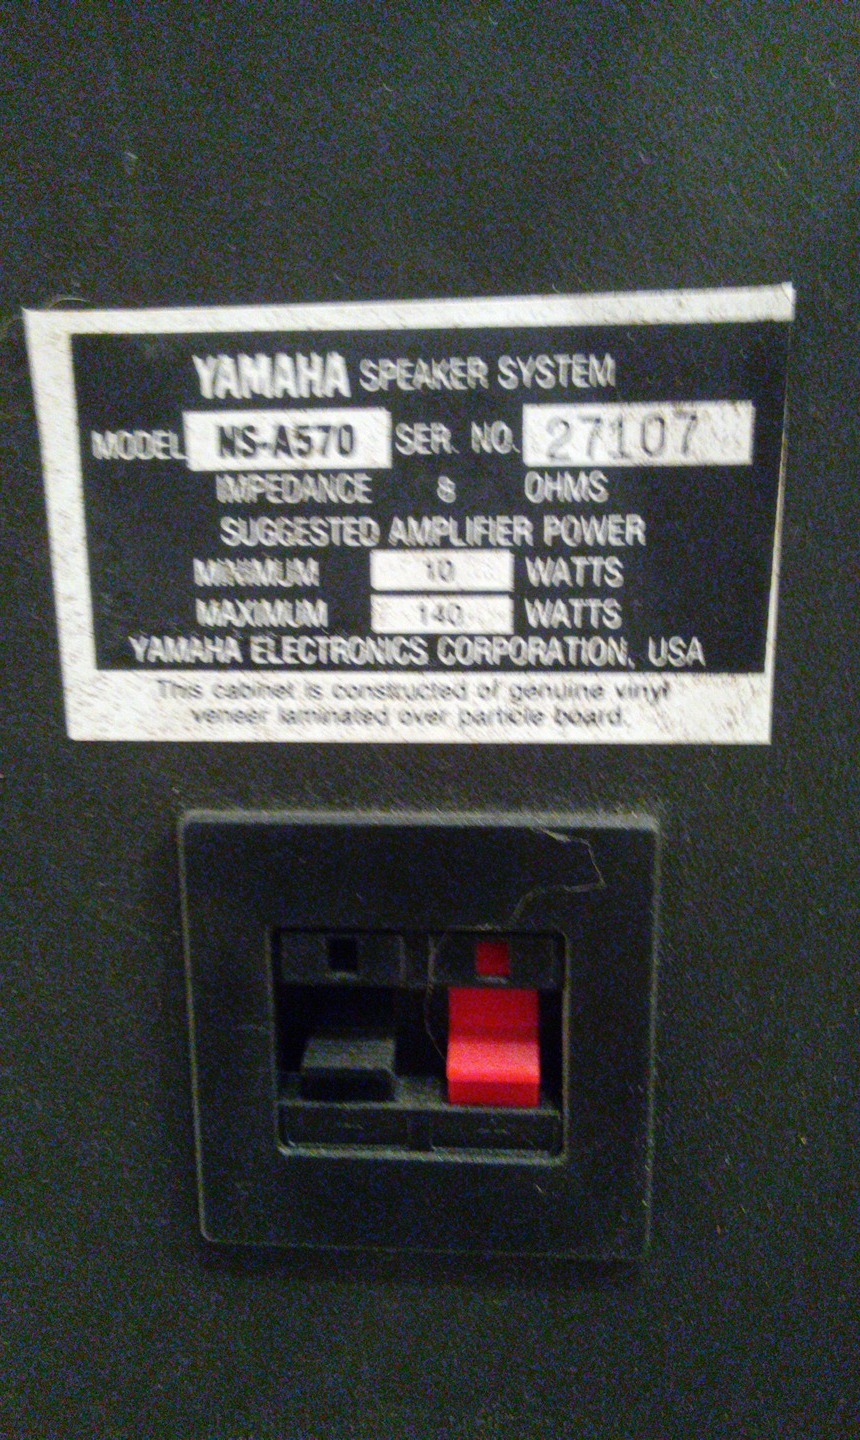 YAMAHA SPEAKER SYSTEM
MODEL NS-A570 SER. NO. 27107
IMPEDANCE 8 OHMS
SUGGESTED AMPLIFIER POWER
MINIMUM 10 WATTS
MAXIMUM 140 WATTS
YAMAHA ELECTRONICS CORPORATION, USA
This cabinet is constructed of genuine vinyl
veneer laminated over particle board.
- +